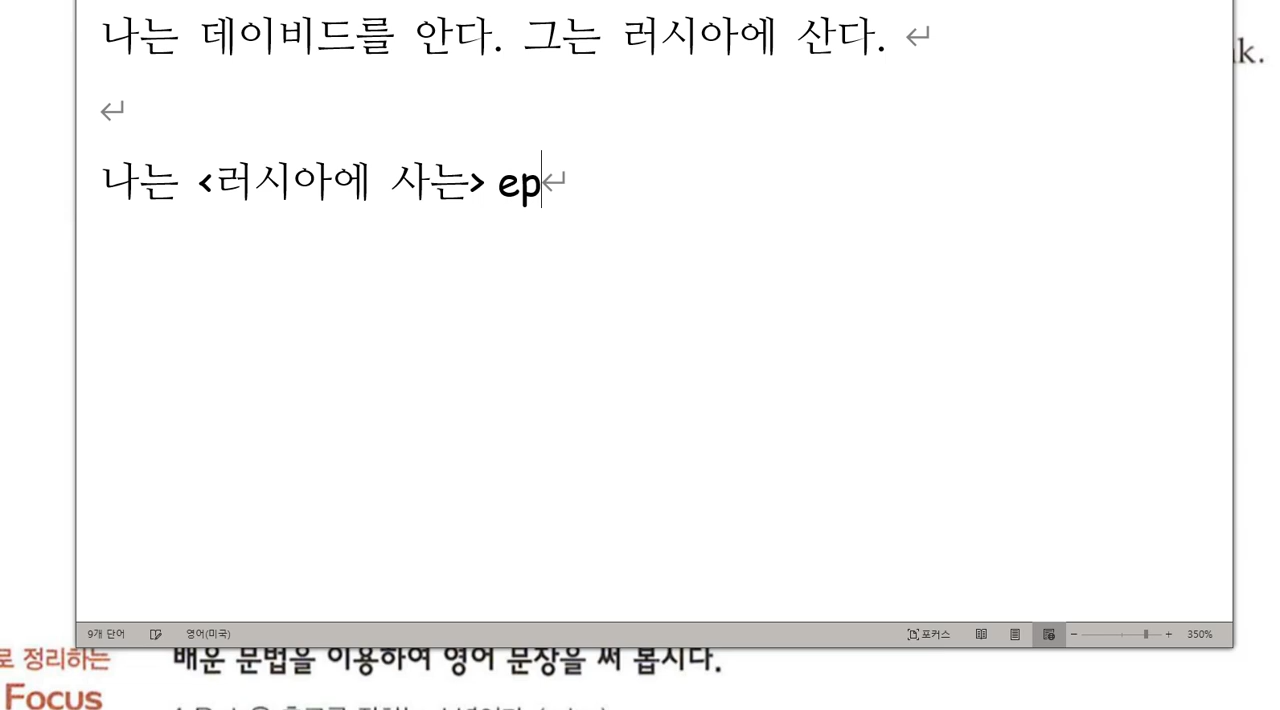 나는 데이비드를 안다. 그는 러시아에 산다.
k.
나는 <러시아에 사는> ep
9개 단어 영어(미국) 포커스 350%
로 정리하는
배운 문법을 이용하여 영어 문장을 써 봅시다.
Focus